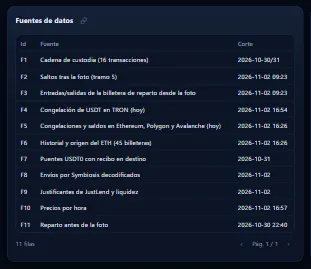 Fuentes de datos
Id Fuente Corte
F1 Cadena de custodia (16 transacciones) 2026-10-30/31
F2 Saltos tras la foto (tramo 5) 2026-11-02 09:23
F3 Entradas/salidas de la billetera de reparto desde la foto 2026-11-02 09:23
F4 Congelación de USDT en TRON (hoy) 2026-11-02 16:54
F5 Congelaciones y saldos en Ethereum, Polygon y Avalanche (hoy) 2026-11-02 16:26
F6 Historial y origen del ETH (45 billeteras) 2026-11-02 16:26
F7 Puentes USDT0 con recibo en destino 2026-10-31
F8 Envíos por Symbiosis decodificados 2026-11-02
F9 Justificantes de JustLend y liquidez 2026-11-02
F10 Precios por hora 2026-11-02 16:57
F11 Reparto antes de la foto 2026-10-30 22:40
11 filas ‹ Pág. 1 / 1 ›